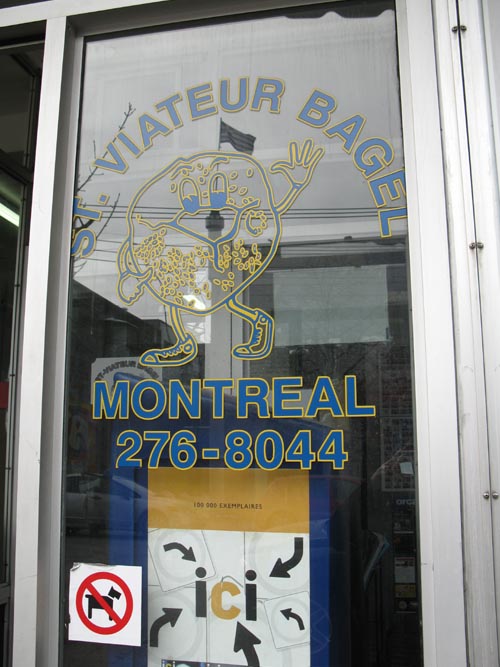 ST. VIATEUR BAGEL
MONTREAL
276-8044
100 000 EXEMPLAIRES
ici